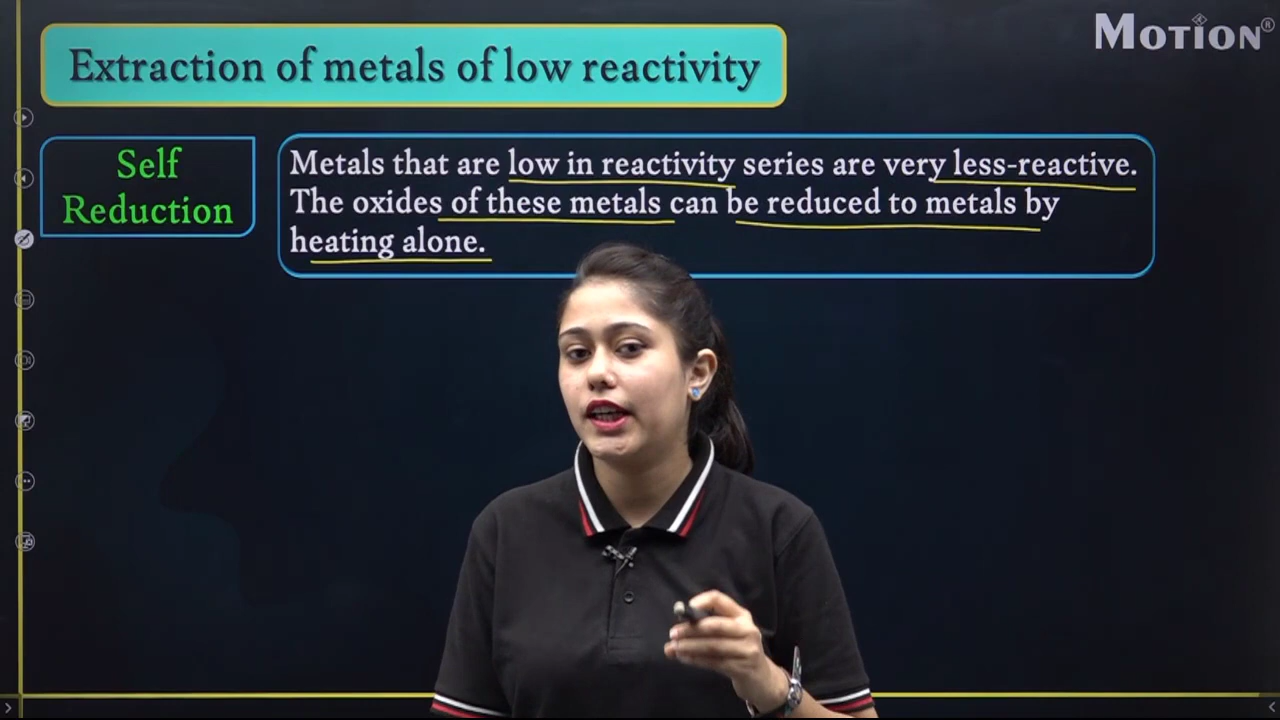 MOTION®
Extraction of metals of low reactivity
Self
Reduction
Metals that are low in reactivity series are very less-reactive.
The oxides of these metals can be reduced to metals by
heating alone.